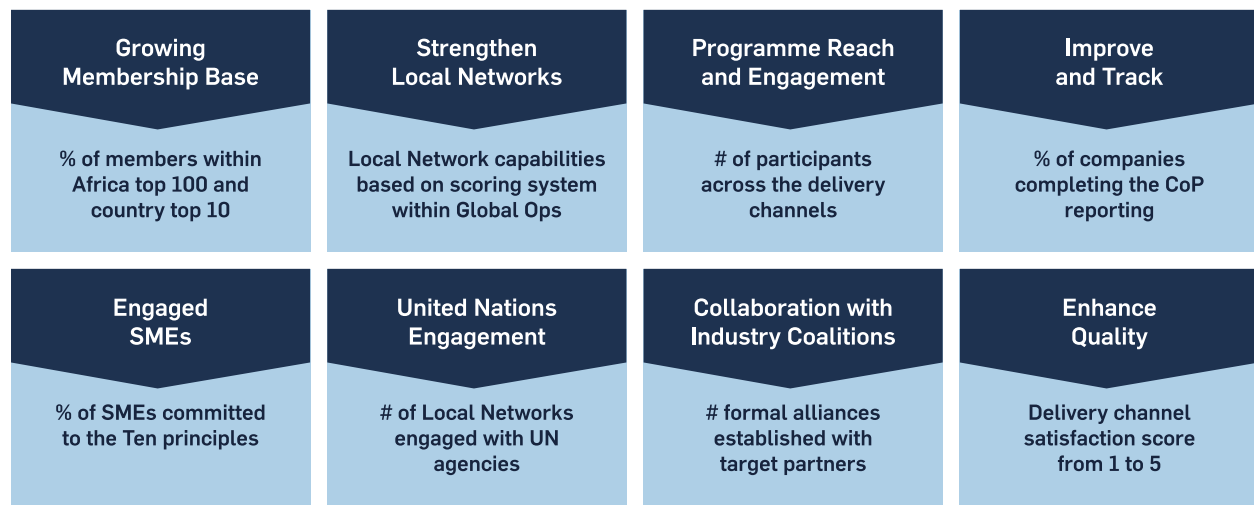 Growing
Membership Base
% of members within
Africa top 100 and
country top 10
Strengthen
Local Networks
Local Network capabilities
based on scoring system
within Global Ops
Programme Reach
and Engagement
# of participants
across the delivery
channels
Improve
and Track
% of companies
completing the CoP
reporting
Engaged
SMEs
% of SMEs committed
to the Ten principles
United Nations
Engagement
# of Local Networks
engaged with UN
agencies
Collaboration with
Industry Coalitions
# formal alliances
established with
target partners
Enhance
Quality
Delivery channel
satisfaction score
from 1 to 5